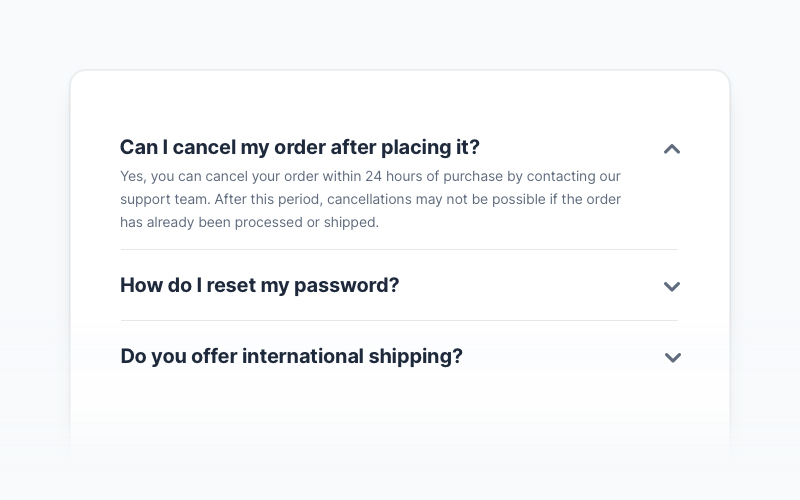 Can I cancel my order after placing it?
Yes, you can cancel your order within 24 hours of purchase by contacting our
support team. After this period, cancellations may not be possible if the order
has already been processed or shipped.
How do I reset my password?
Do you offer international shipping?